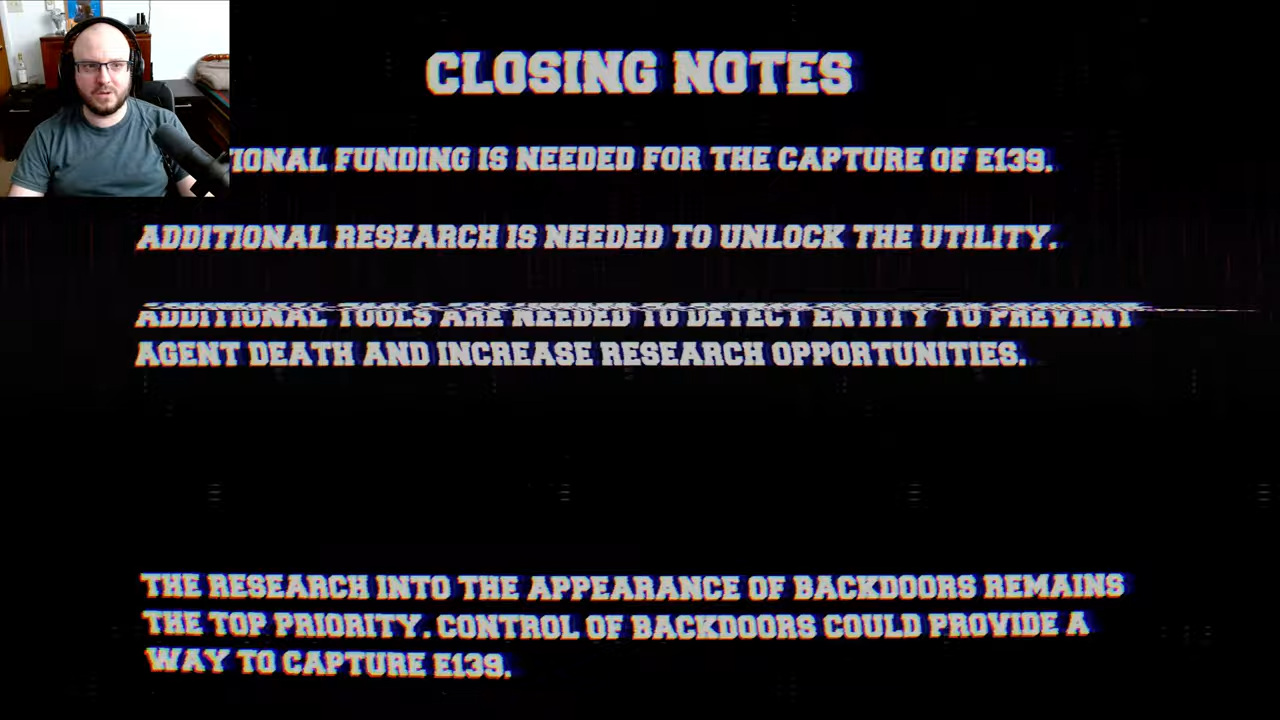 CLOSING NOTES
TIONAL FUNDING IS NEEDED FOR THE CAPTURE OF E139.
ADDITIONAL RESEARCH IS NEEDED TO UNLOCK THE UTILITY.
ADDITIONAL TOOLS ARE NEEDED TO DETECT ENTITY TO PREVENT
AGENT DEATH AND INCREASE RESEARCH OPPORTUNITIES.
THE RESEARCH INTO THE APPEARANCE OF BACKDOORS REMAINS
THE TOP PRIORITY. CONTROL OF BACKDOORS COULD PROVIDE A
WAY TO CAPTURE E139.